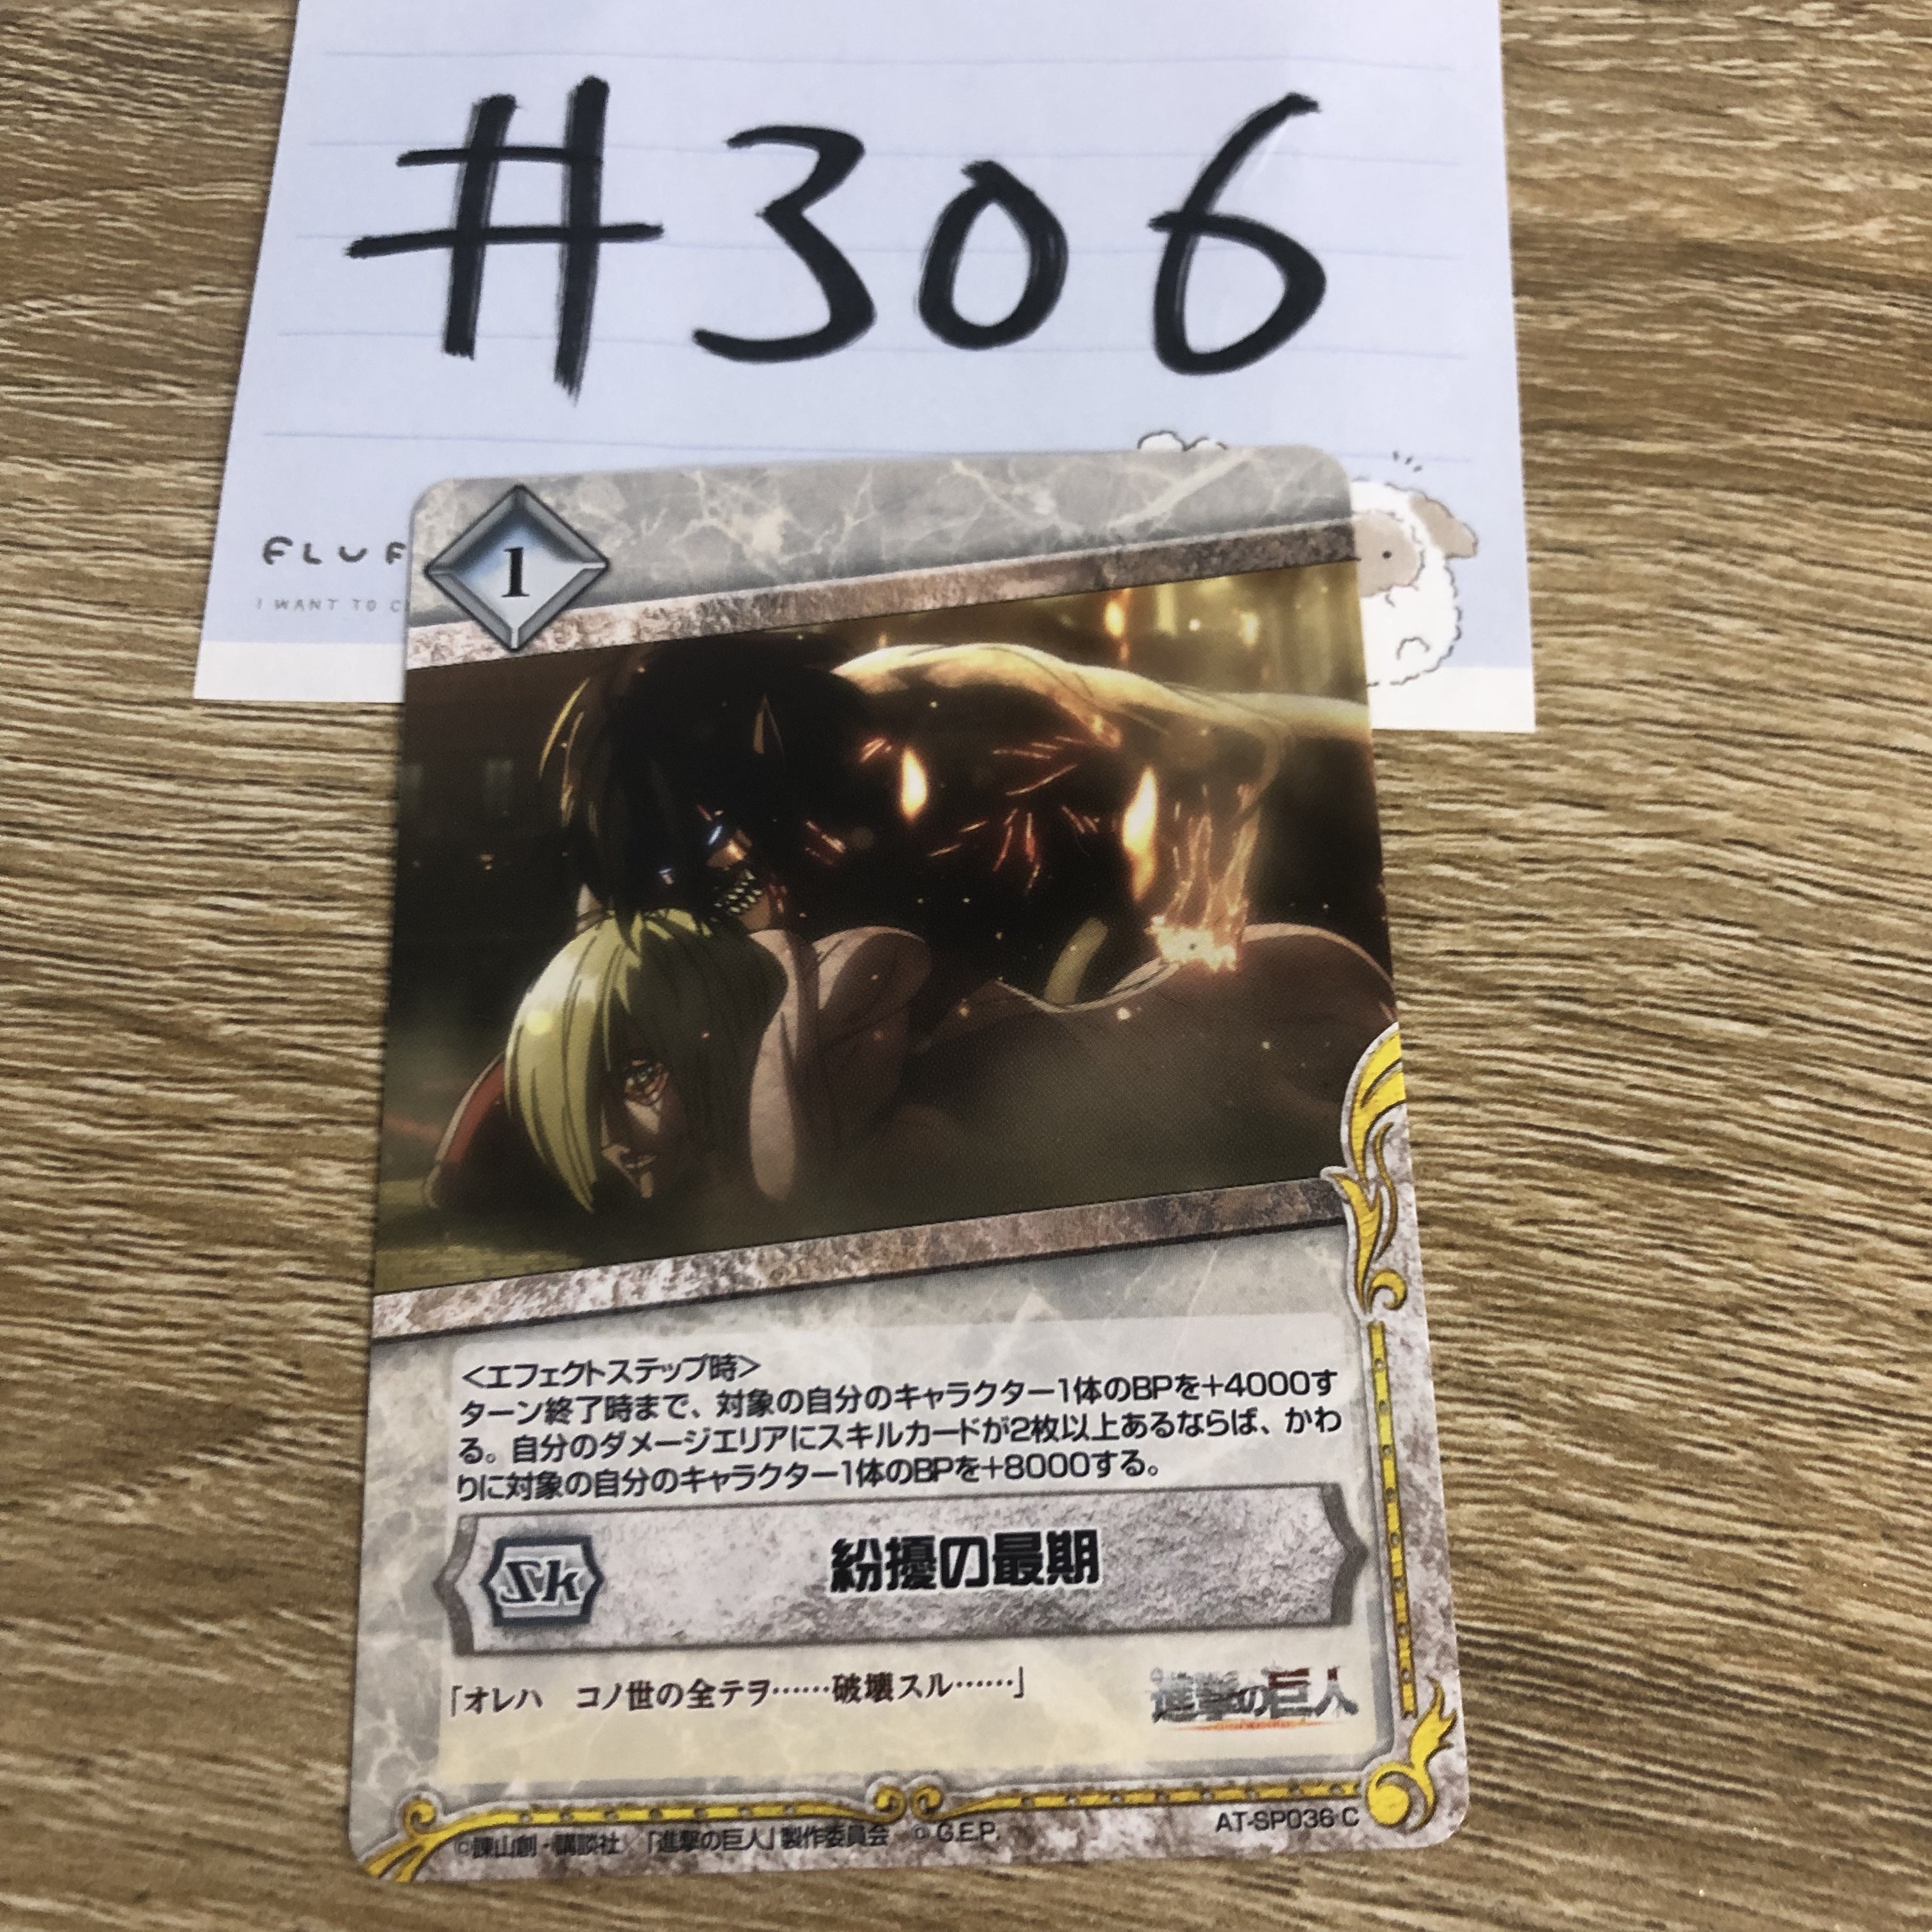 #306
FLUF
I WANT TO C
1
<エフェクトステップ時>
ターン終了時まで、対象の自分のキャラクター1体のBPを+4000す
る。自分のダメージエリアにスキルカードが2枚以上あるならば、かわ
りに対象の自分のキャラクター1体のBPを+8000する。
Sk
紛擾の最期
「オレハ　コノ世の全テヲ……破壊スル……」
進撃の巨人
©諫山創・講談社／「進撃の巨人」製作委員会　© G.E.P.
AT-SP036 C